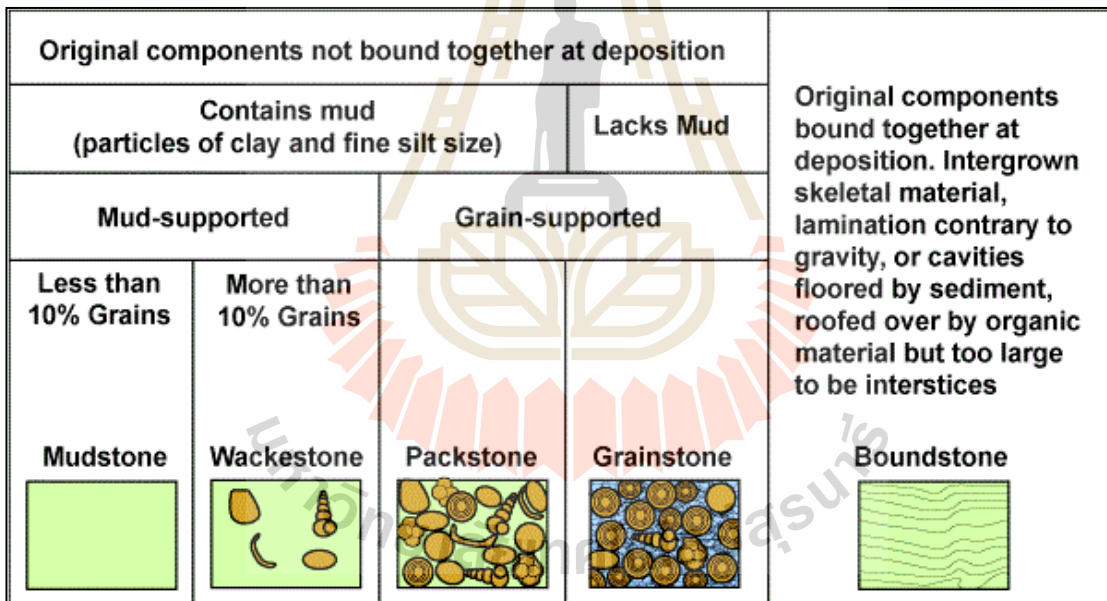 Original components not bound together at deposition
Contains mud
(particles of clay and fine silt size)
Lacks Mud
Mud-supported
Grain-supported
Less than
10% Grains
More than
10% Grains
Mudstone
Wackestone
Packstone
Grainstone
Original components
bound together at
deposition. Intergrown
skeletal material,
lamination contrary to
gravity, or cavities
floored by sediment,
roofed over by organic
material but too large
to be interstices
Boundstone